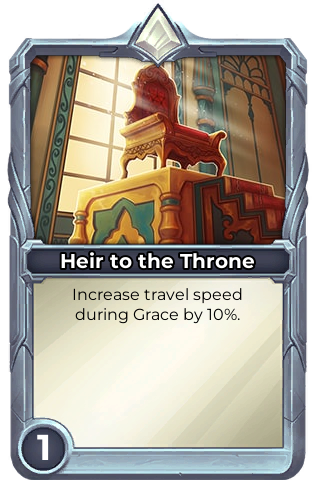 Heir to the Throne
Increase travel speed
during Grace by 10%.
1